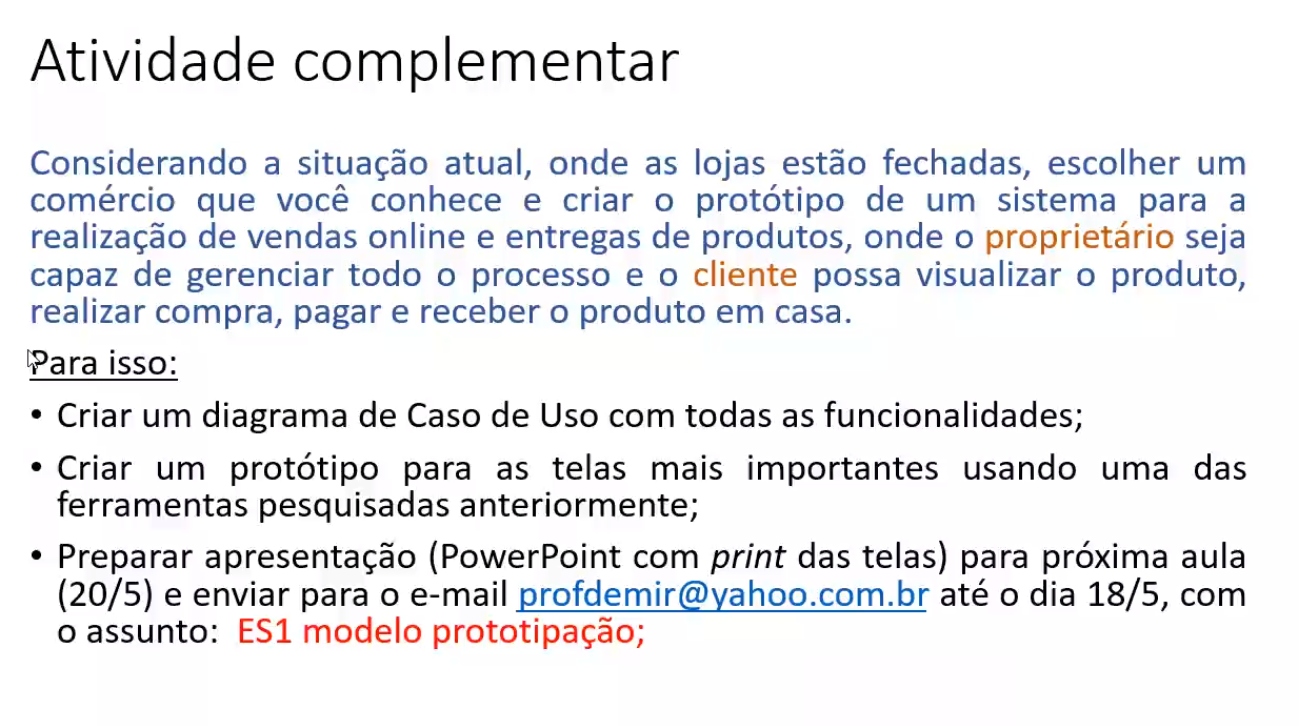 Atividade complementar
Considerando a situação atual, onde as lojas estão fechadas, escolher um
comércio que você conhece e criar o protótipo de um sistema para a
realização de vendas online e entregas de produtos, onde o proprietário seja
capaz de gerenciar todo o processo e o cliente possa visualizar o produto,
realizar compra, pagar e receber o produto em casa.
Para isso:
• Criar um diagrama de Caso de Uso com todas as funcionalidades;
• Criar um protótipo para as telas mais importantes usando uma das
ferramentas pesquisadas anteriormente;
• Preparar apresentação (PowerPoint com print das telas) para próxima aula
(20/5) e enviar para o e-mail profdemir@yahoo.com.br até o dia 18/5, com
o assunto: ES1 modelo prototipação;